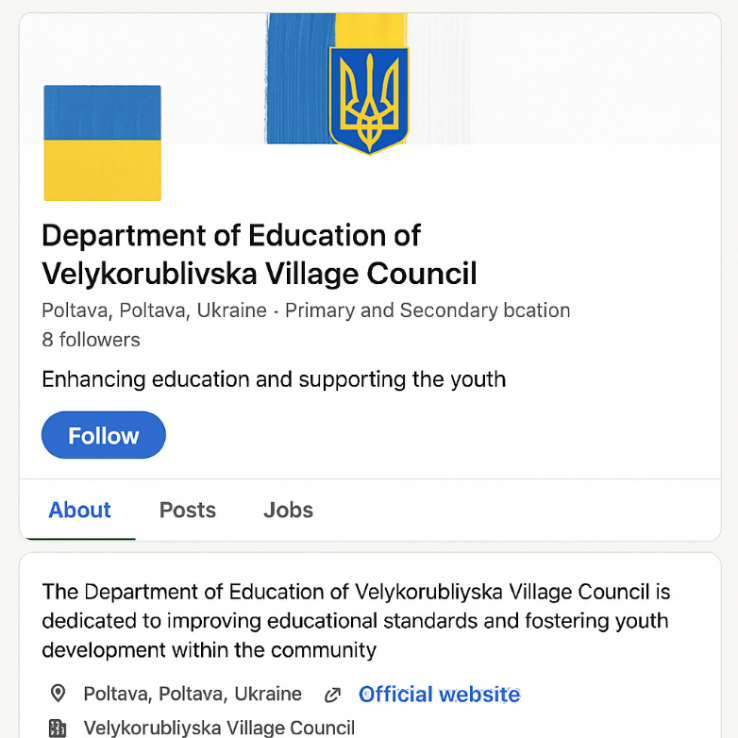 Department of Education of
Velykorublivska Village Council
Poltava, Poltava, Ukraine · Primary and Secondary bcation
8 followers
Enhancing education and supporting the youth
Follow
About Posts Jobs
The Department of Education of Velykorubliyska Village Council is
dedicated to improving educational standards and fostering youth
development within the community
Poltava, Poltava, Ukraine Official website
Velykorubliyska Village Council